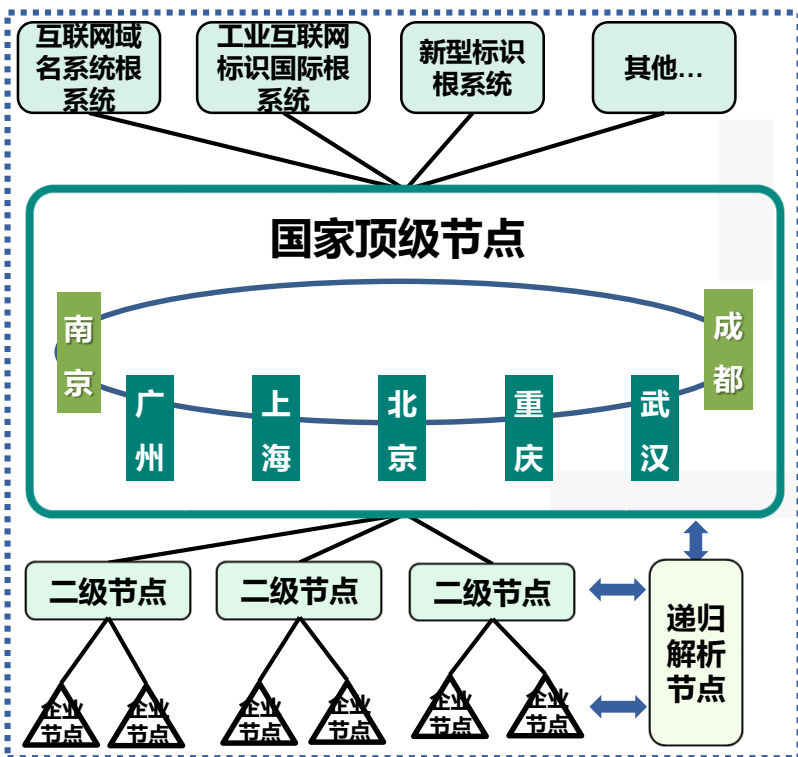 互联网域
名系统根
系统
工业互联网
标识国际根
系统
新型标识
根系统
其他...
国家顶级节点
南京
成都
广州
上海
北京
重庆
武汉
二级节点
二级节点
二级节点
递归
解析
节点
企业
节点
企业
节点
企业
节点
企业
节点
企业
节点
企业
节点